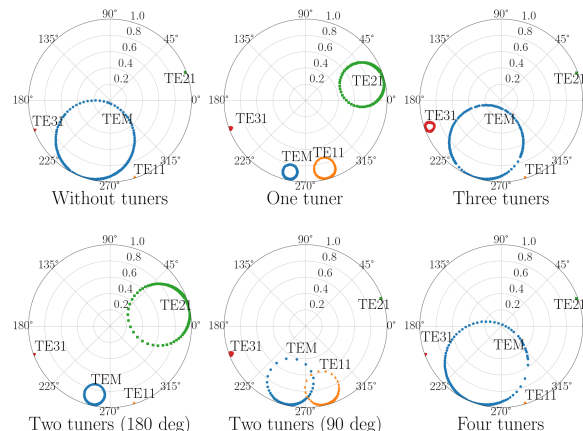 90° 1.0 90° 1.0 90° 1.0
135° 0.8 45° 135° 0.8 45° 135° 0.8 45°
0.6 0.6 0.6
0.4 0.4 0.4
0.2 TE21 0.2 TE21 0.2 TE21
180° 0° 180° 0° 180° 0°
TE31 TEM TE31 TE31 TEM
225° TE11 315° 225° TEM TE11 315° 225° TE11 315°
270° 270° 270°
Without tuners One tuner Three tuners
90° 1.0 90° 1.0 90° 1.0
135° 0.8 45° 135° 0.8 45° 135° 0.8 45°
0.6 0.6 0.6
0.4 0.4 0.4
0.2 TE21 0.2 TE21 0.2 TE21
180° 0° 180° 0° 180° 0°
TE31 TE31 TEM TE31 TEM
225° TEM TE11 315° 225° TE11 315° 225° TE11 315°
270° 270° 270°
Two tuners (180 deg) Two tuners (90 deg) Four tuners